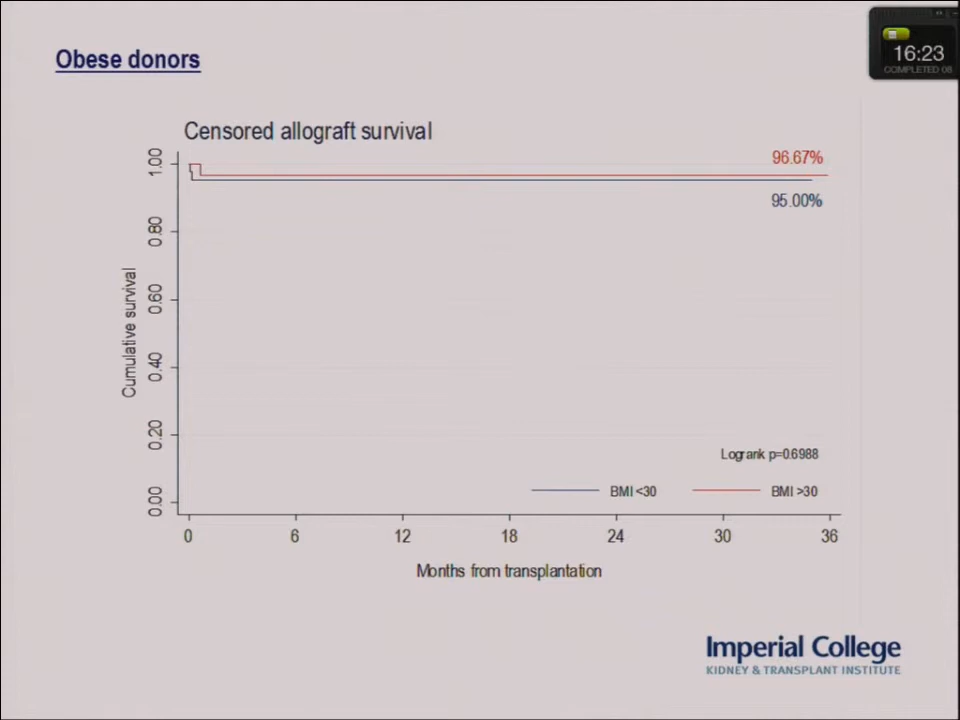 16:23
COMPLETED 08
Obese donors
Censored allograft survival
96.67%
95.00%
1.00
0.80
0.60
0.40
0.20
0.00
Cumulative survival
Logrank p=0.6988
BMI <30
BMI >30
0 6 12 18 24 30 36
Months from transplantation
Imperial College
KIDNEY & TRANSPLANT INSTITUTE